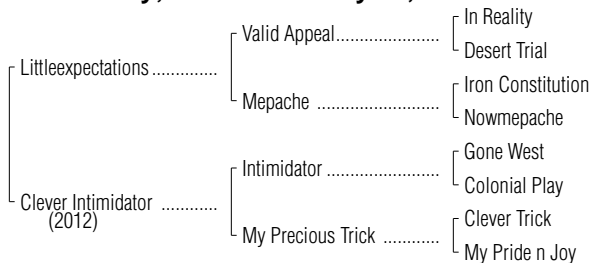 In Reality
Valid Appeal....................
Desert Trial
Littleexpectations .............
Iron Constitution
Mepache .......................
Nowmepache
Gone West
Intimidator .....................
Colonial Play
Clever Intimidator ...........
(2012)
Clever Trick
My Precious Trick ...........
My Pride n Joy